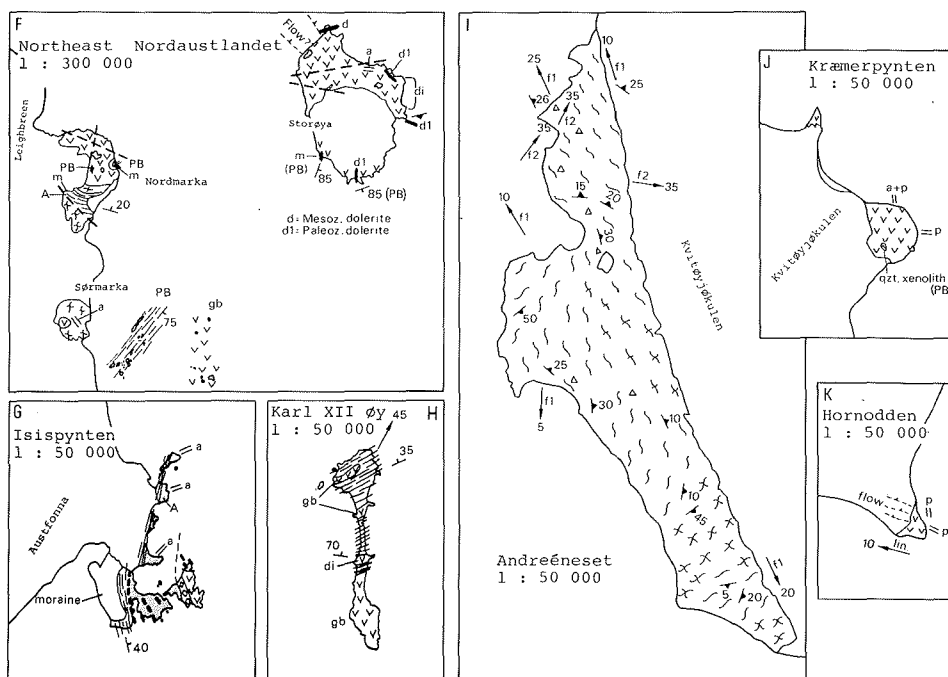 F
Northeast Nordaustlandet
1 : 300 000
Flow?
d
a
d1
di
d1
Storøya
m
(PB)
85
d1
85 (PB)
d = Mesoz. dolerite
d1 = Paleoz. dolerite
Leighbreen
PB
PB
m
m
Nordmarka
A
20
Sørmarka
a
PB
75
gb
G
Isispynten
1 : 50 000
a
a
A
a
Austfonna
moraine
40
H
Karl XII øy
1 : 50 000
45
35
gb
70
di
gb
I
10
f1
25
25
f1
26
35
f2
35
f2
15
20
f2
35
10
f1
30
Kvitøyjøkulen
50
25
f1
5
30
10
10
45
Andréeneset
1 : 50 000
5
20
f1
20
J
Kræmerpynten
1 : 50 000
a+p
p
Kvitøyjøkulen
qzt. xenolith
(PB)
K
Hornodden
1 : 50 000
flow
p
p
10
lin.